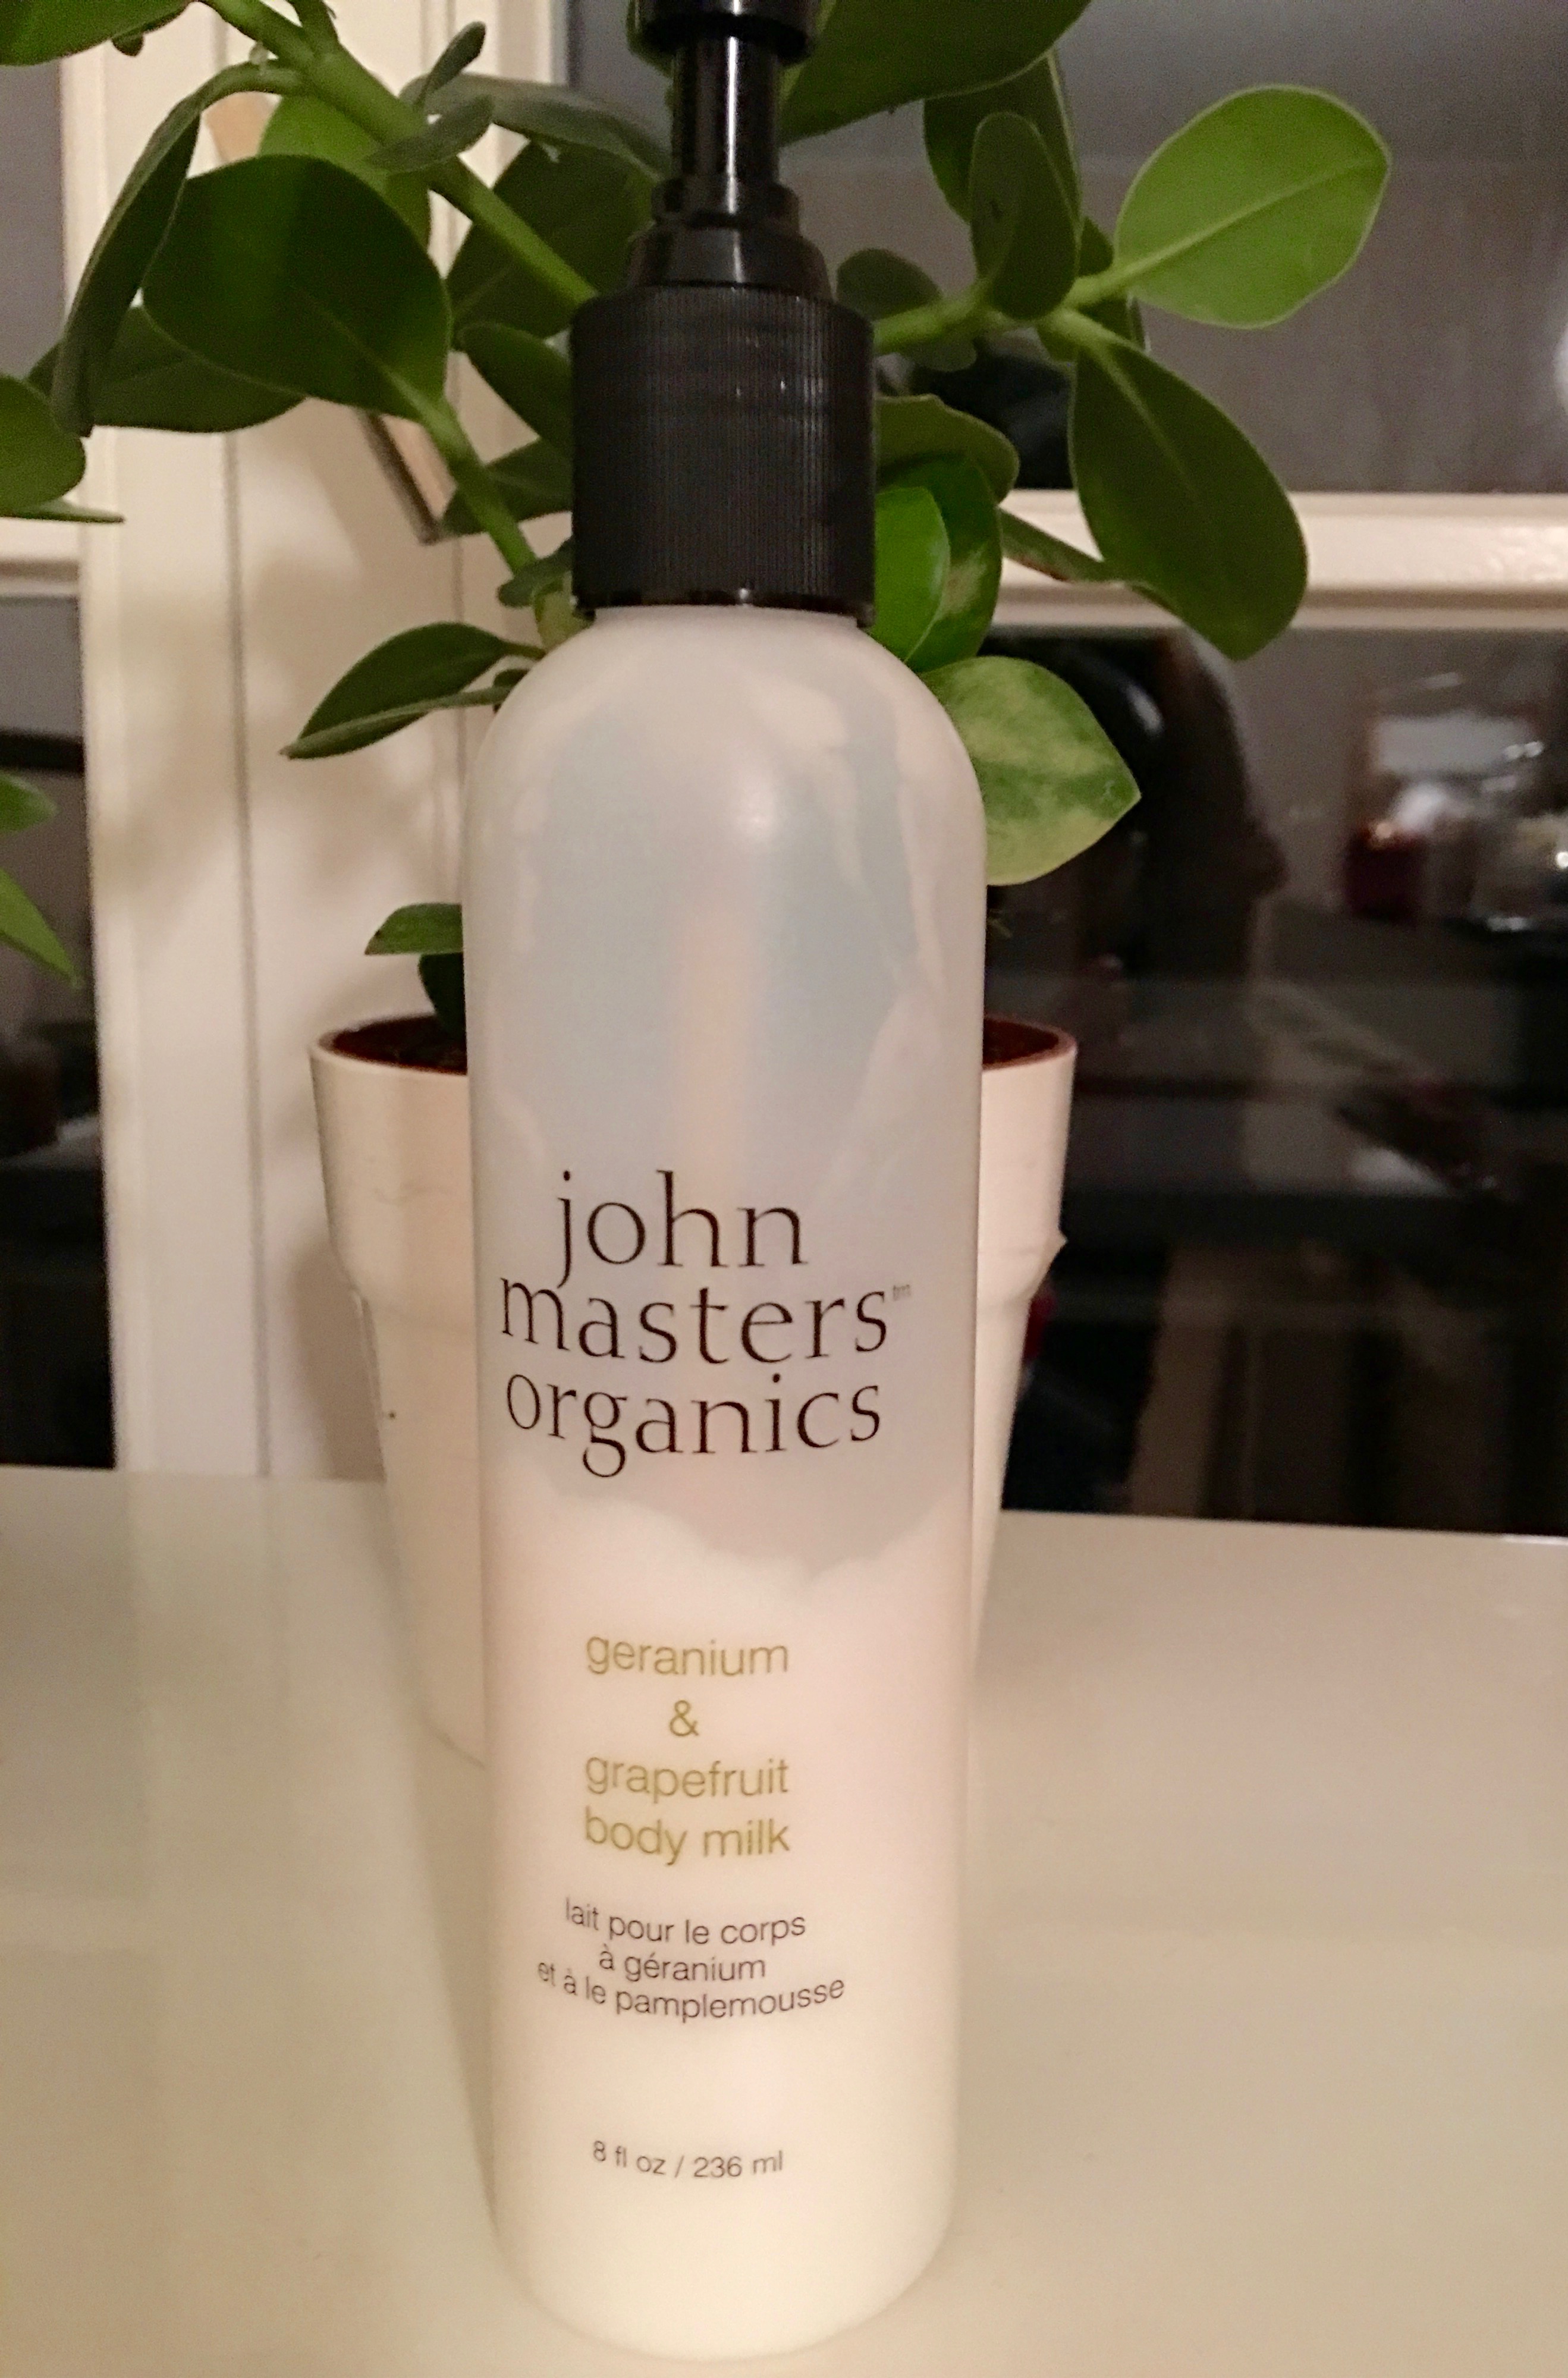 john
masters™
organics
geranium
&
grapefruit
body milk
lait pour le corps
à géranium
et à le pamplemousse
8 fl oz / 236 ml